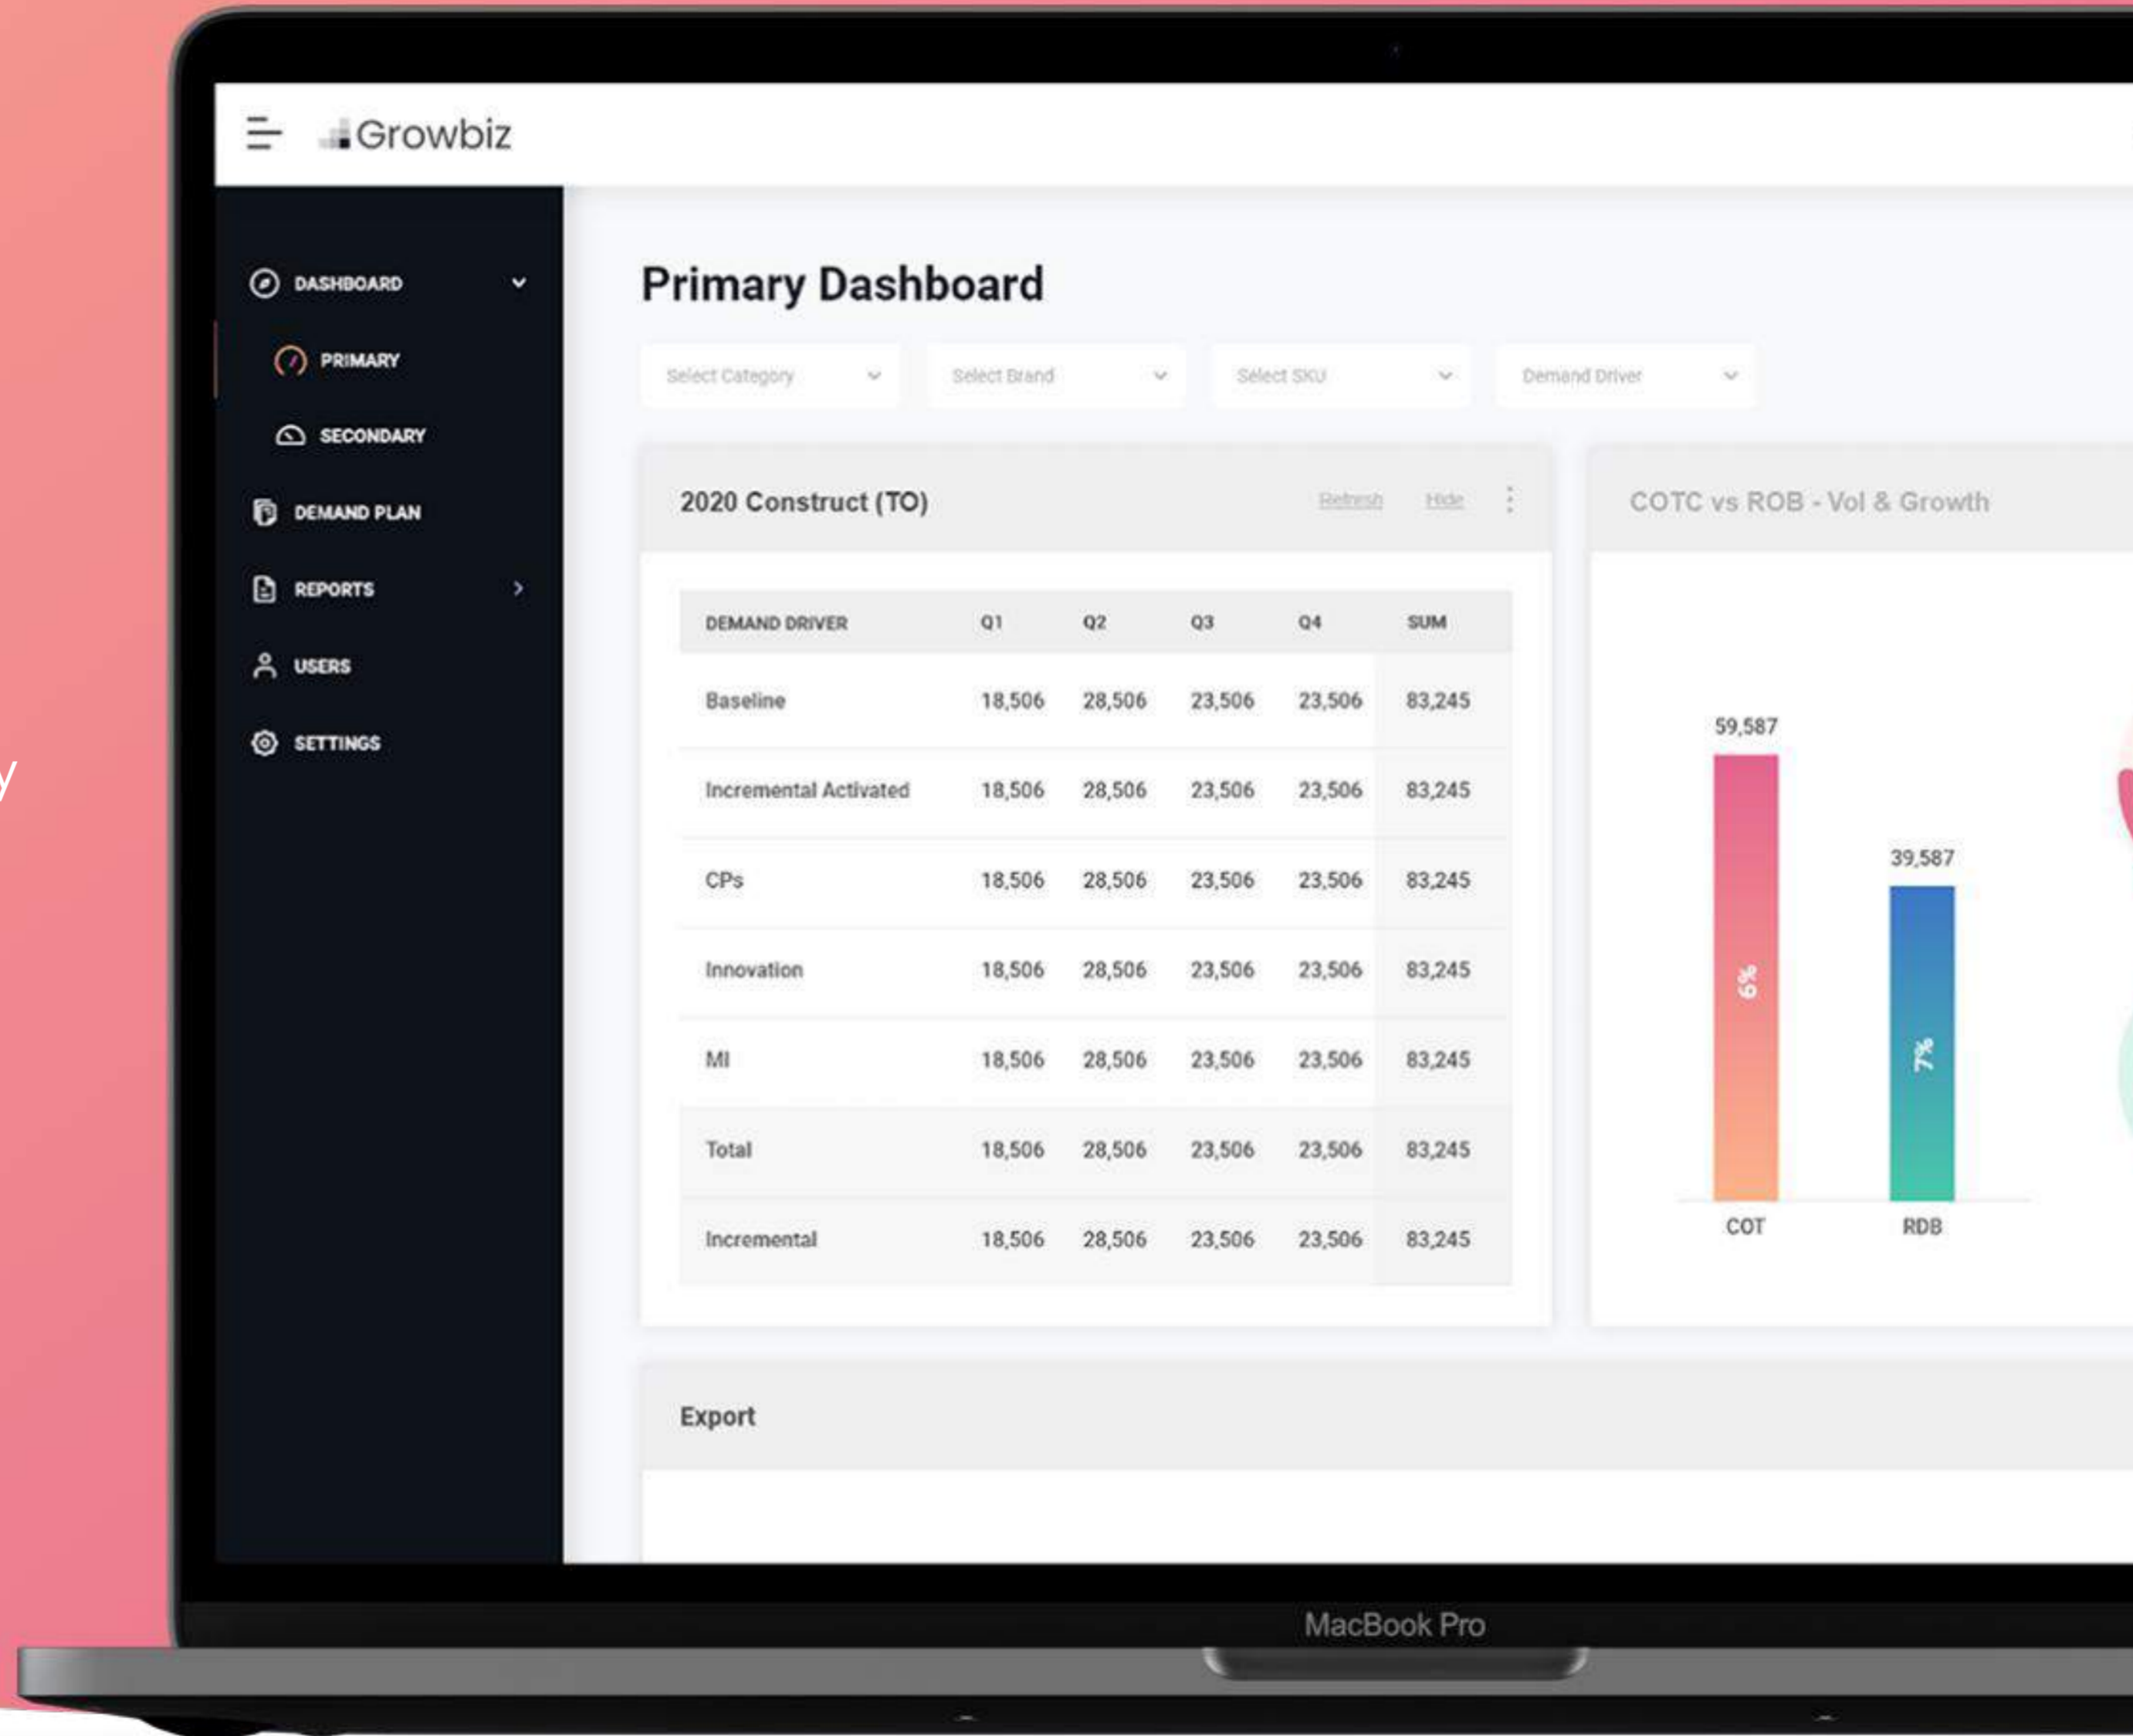 Growbiz
DASHBOARD
PRIMARY
SECONDARY
DEMAND PLAN
REPORTS
USERS
SETTINGS
y
Primary Dashboard
Select Category Select Brand Select SKU Demand Driver
2020 Construct (TO) Refresh Hide
DEMAND DRIVER Q1 Q2 Q3 Q4 SUM
Baseline 18,506 28,506 23,506 23,506 83,245
Incremental Activated 18,506 28,506 23,506 23,506 83,245
CPs 18,506 28,506 23,506 23,506 83,245
Innovation 18,506 28,506 23,506 23,506 83,245
MI 18,506 28,506 23,506 23,506 83,245
Total 18,506 28,506 23,506 23,506 83,245
Incremental 18,506 28,506 23,506 23,506 83,245
COTC vs ROB - Vol & Growth
59,587
39,587
6%
7%
COT RDB
Export
MacBook Pro